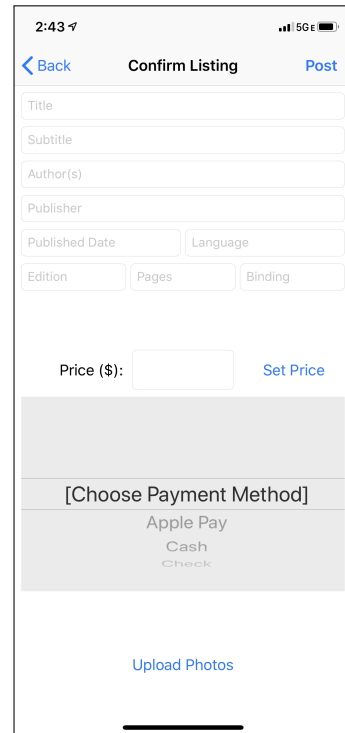 2:43 5G E
Back Confirm Listing Post
Title
Subtitle
Author(s)
Publisher
Published Date Language
Edition Pages Binding
Price ($): Set Price
[Choose Payment Method]
Apple Pay
Cash
Check
Upload Photos